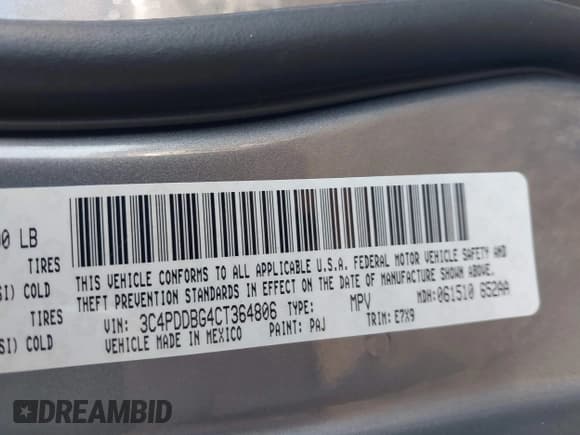 00 LB
TIRES
SI) COLD
TIRES
SI) COLD
THIS VEHICLE CONFORMS TO ALL APPLICABLE U.S.A. FEDERAL MOTOR VEHICLE SAFETY AND
THEFT PREVENTION STANDARDS IN EFFECT ON THE DATE OF MANUFACTURE SHOWN ABOVE.
VIN: 3C4PDDBG4CT364806 TYPE: MPV MDH: 061510 652AA
VEHICLE MADE IN MEXICO PAINT: PAJ TRIM: E7X9
DREAMBID